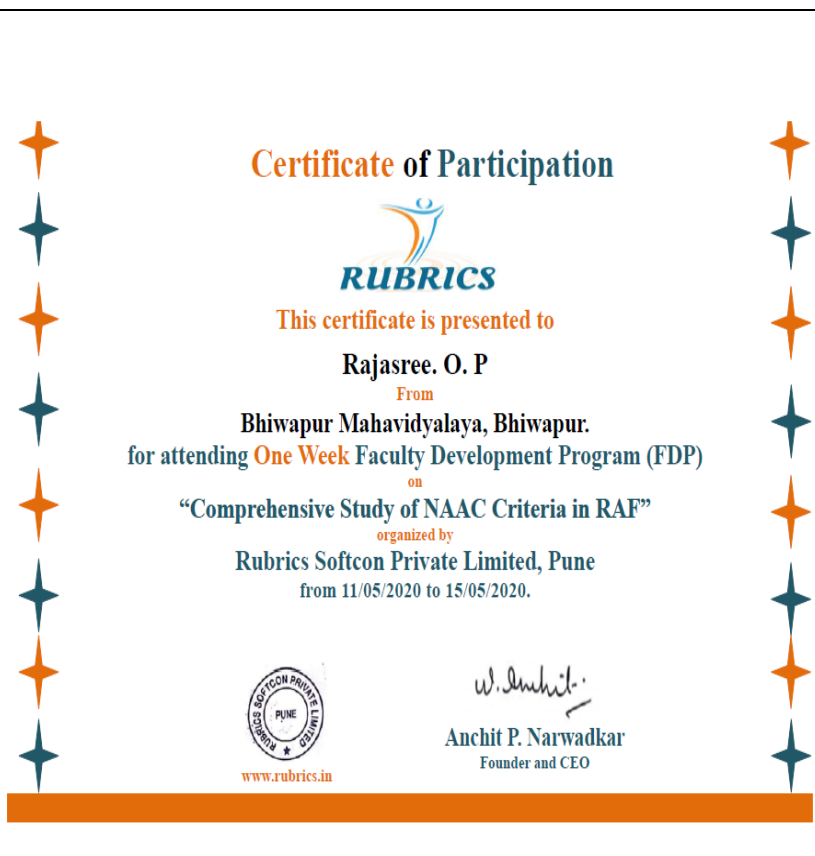 Certificate of Participation
RUBRICS
This certificate is presented to
Rajasree. O. P
From
Bhiwapur Mahavidyalaya, Bhiwapur.
for attending One Week Faculty Development Program (FDP)
on
“Comprehensive Study of NAAC Criteria in RAF”
organized by
Rubrics Softcon Private Limited, Pune
from 11/05/2020 to 15/05/2020.
RUBRICS SOFTCON PRIVATE LIMITED
PUNE
www.rubrics.in
W. Anchit.
Anchit P. Narwadkar
Founder and CEO